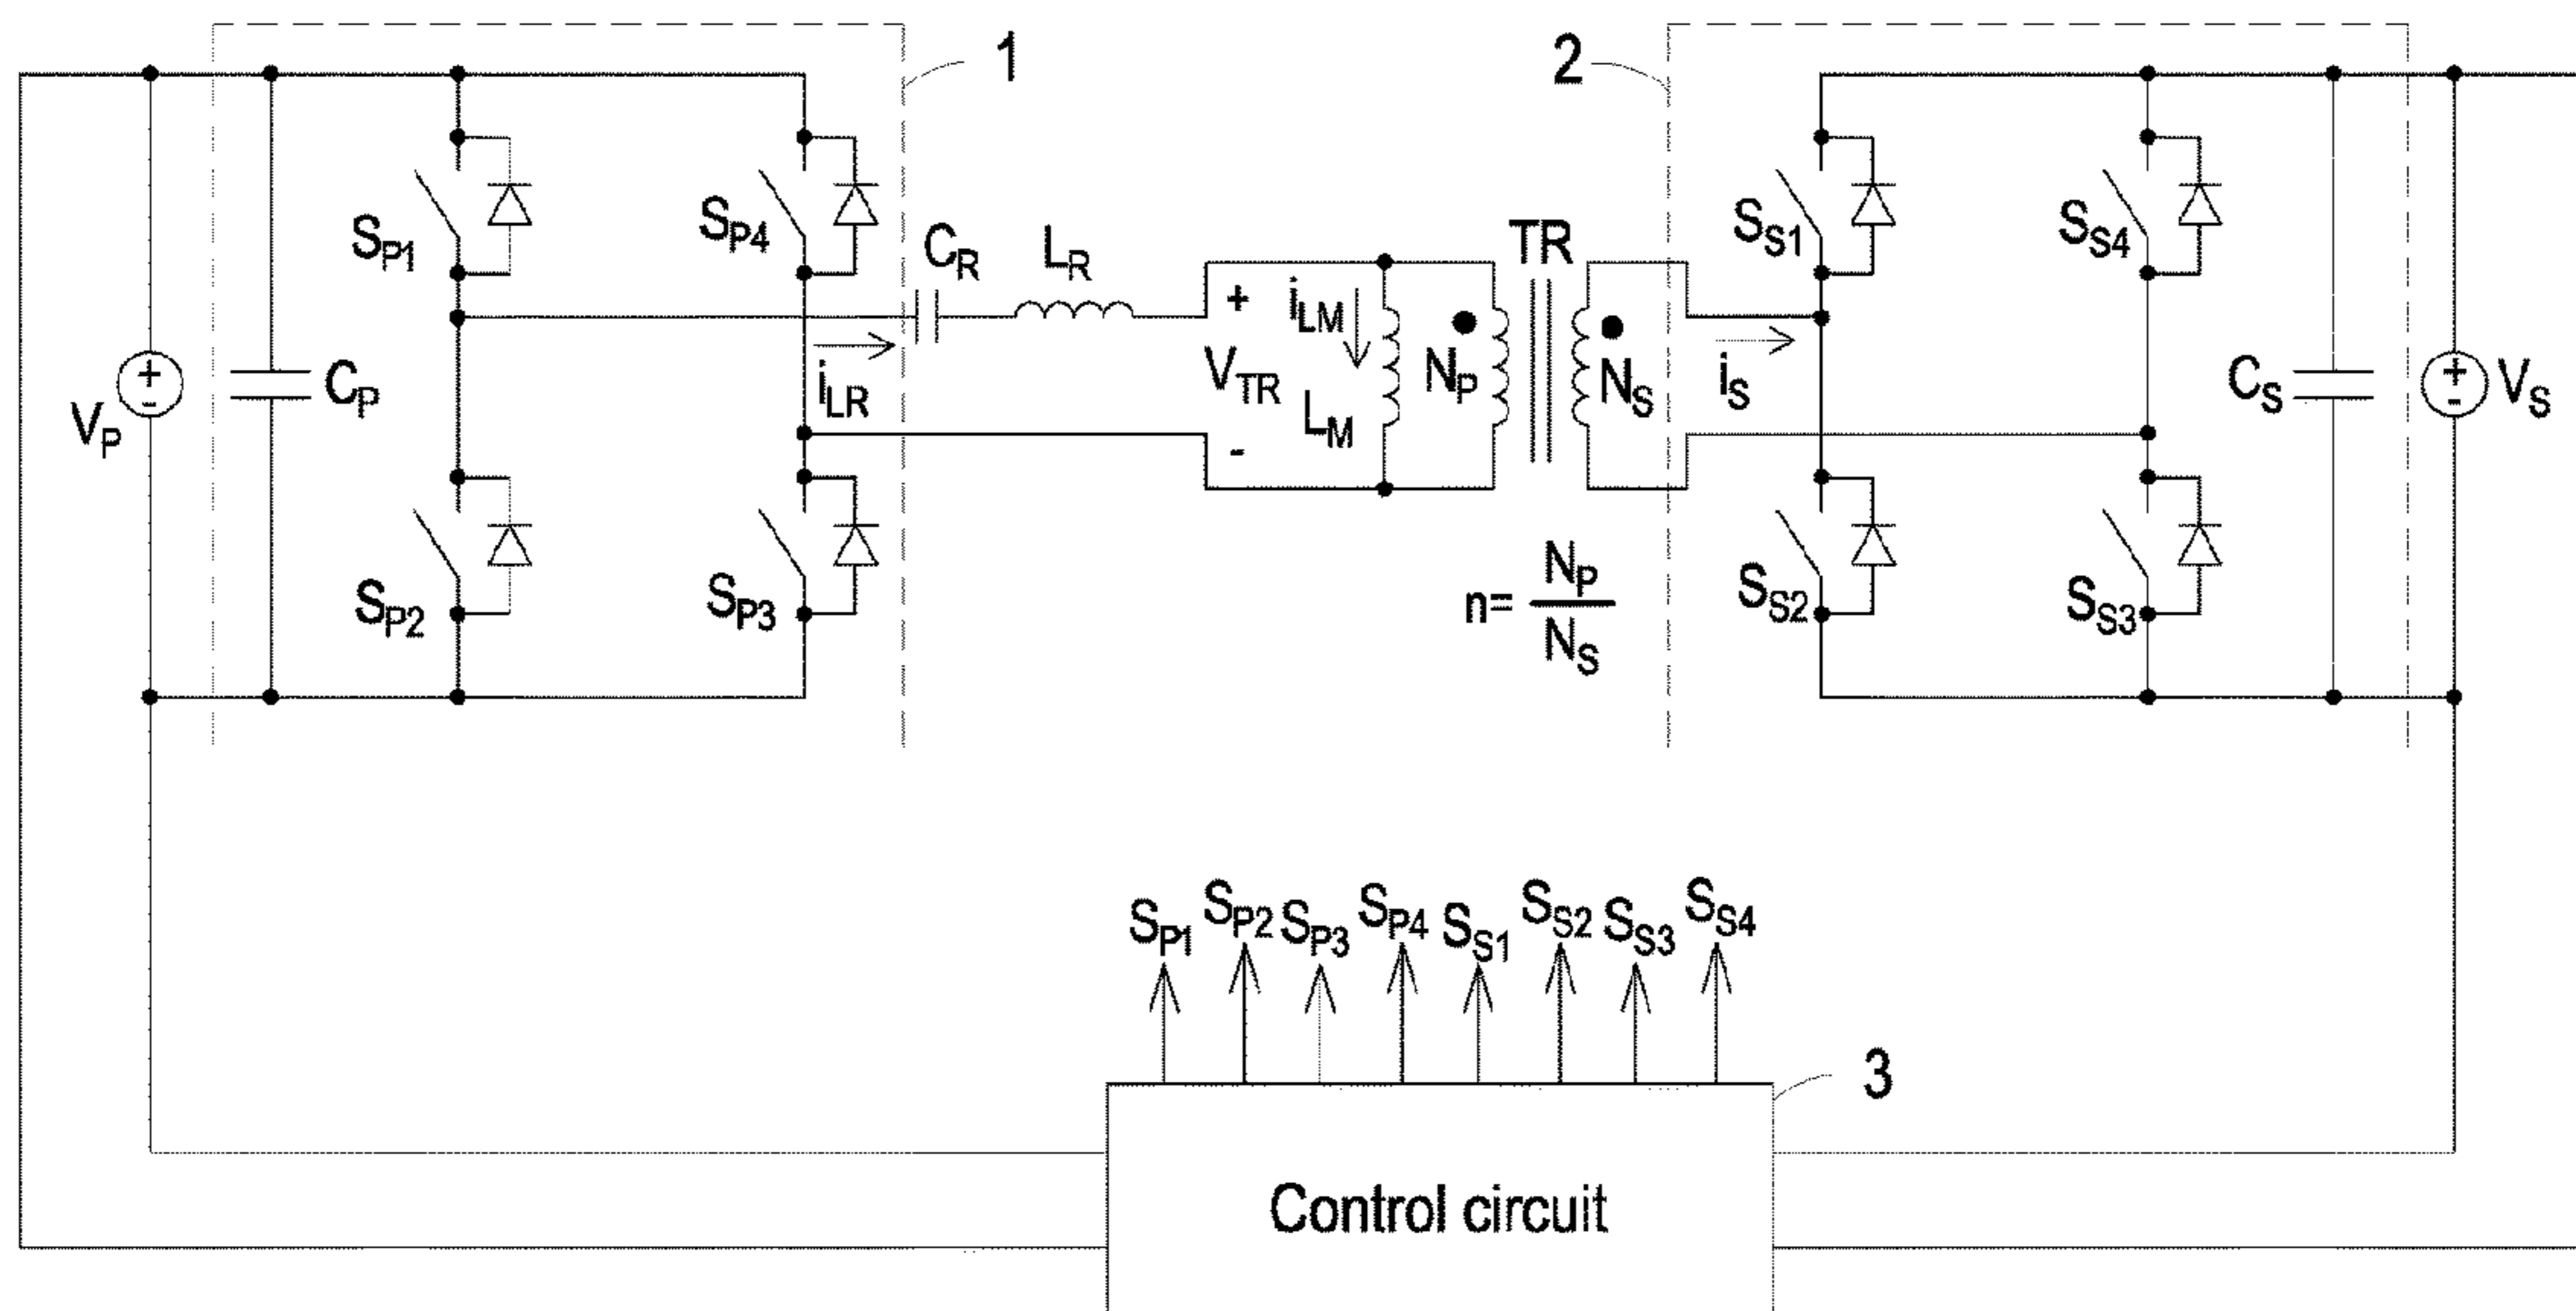 1
2
S_P1
S_P4
C_R
L_R
TR
S_S1
S_S4
+
i_LM
V_P
+
-
C_P
i_LR
V_TR
L_M
N_P
N_S
i_S
C_S
+
-
V_S
-
S_P2
S_P3
n= N_P / N_S
S_S2
S_S3
S_P1 S_P2 S_P3 S_P4 S_S1 S_S2 S_S3 S_S4
3
Control circuit